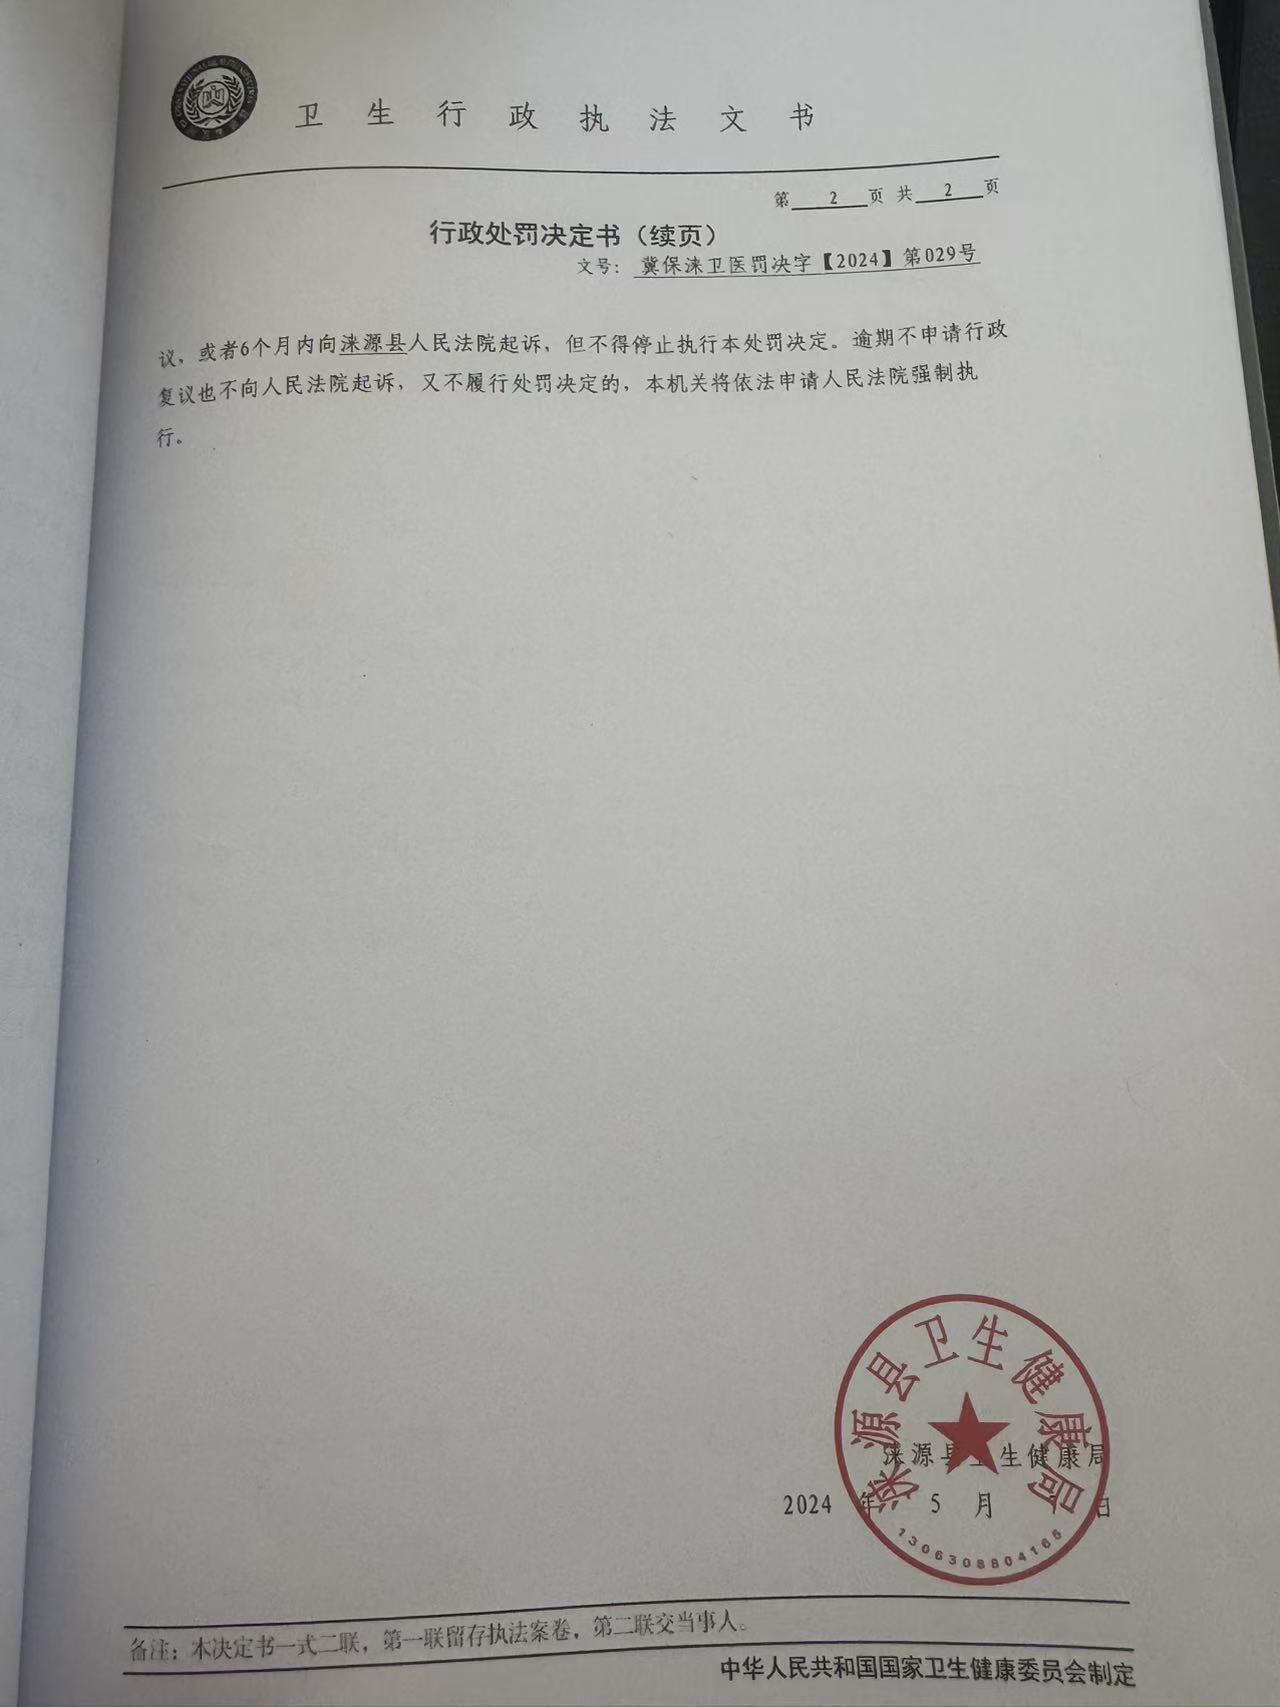 卫生行政执法文书
第 2 页 共 2 页
行政处罚决定书（续页）
文号： 冀保涞卫医罚决字【2024】第029号
议，或者6个月内向涞源县人民法院起诉，但不得停止执行本处罚决定。逾期不申请行政
复议也不向人民法院起诉，又不履行处罚决定的，本机关将依法申请人民法院强制执
行。
涞源县卫生健康局
涞源县卫生健康局
2024 年 5 月 日
1306308804165
备注：本决定书一式二联，第一联留存执法案卷，第二联交当事人。
中华人民共和国国家卫生健康委员会制定